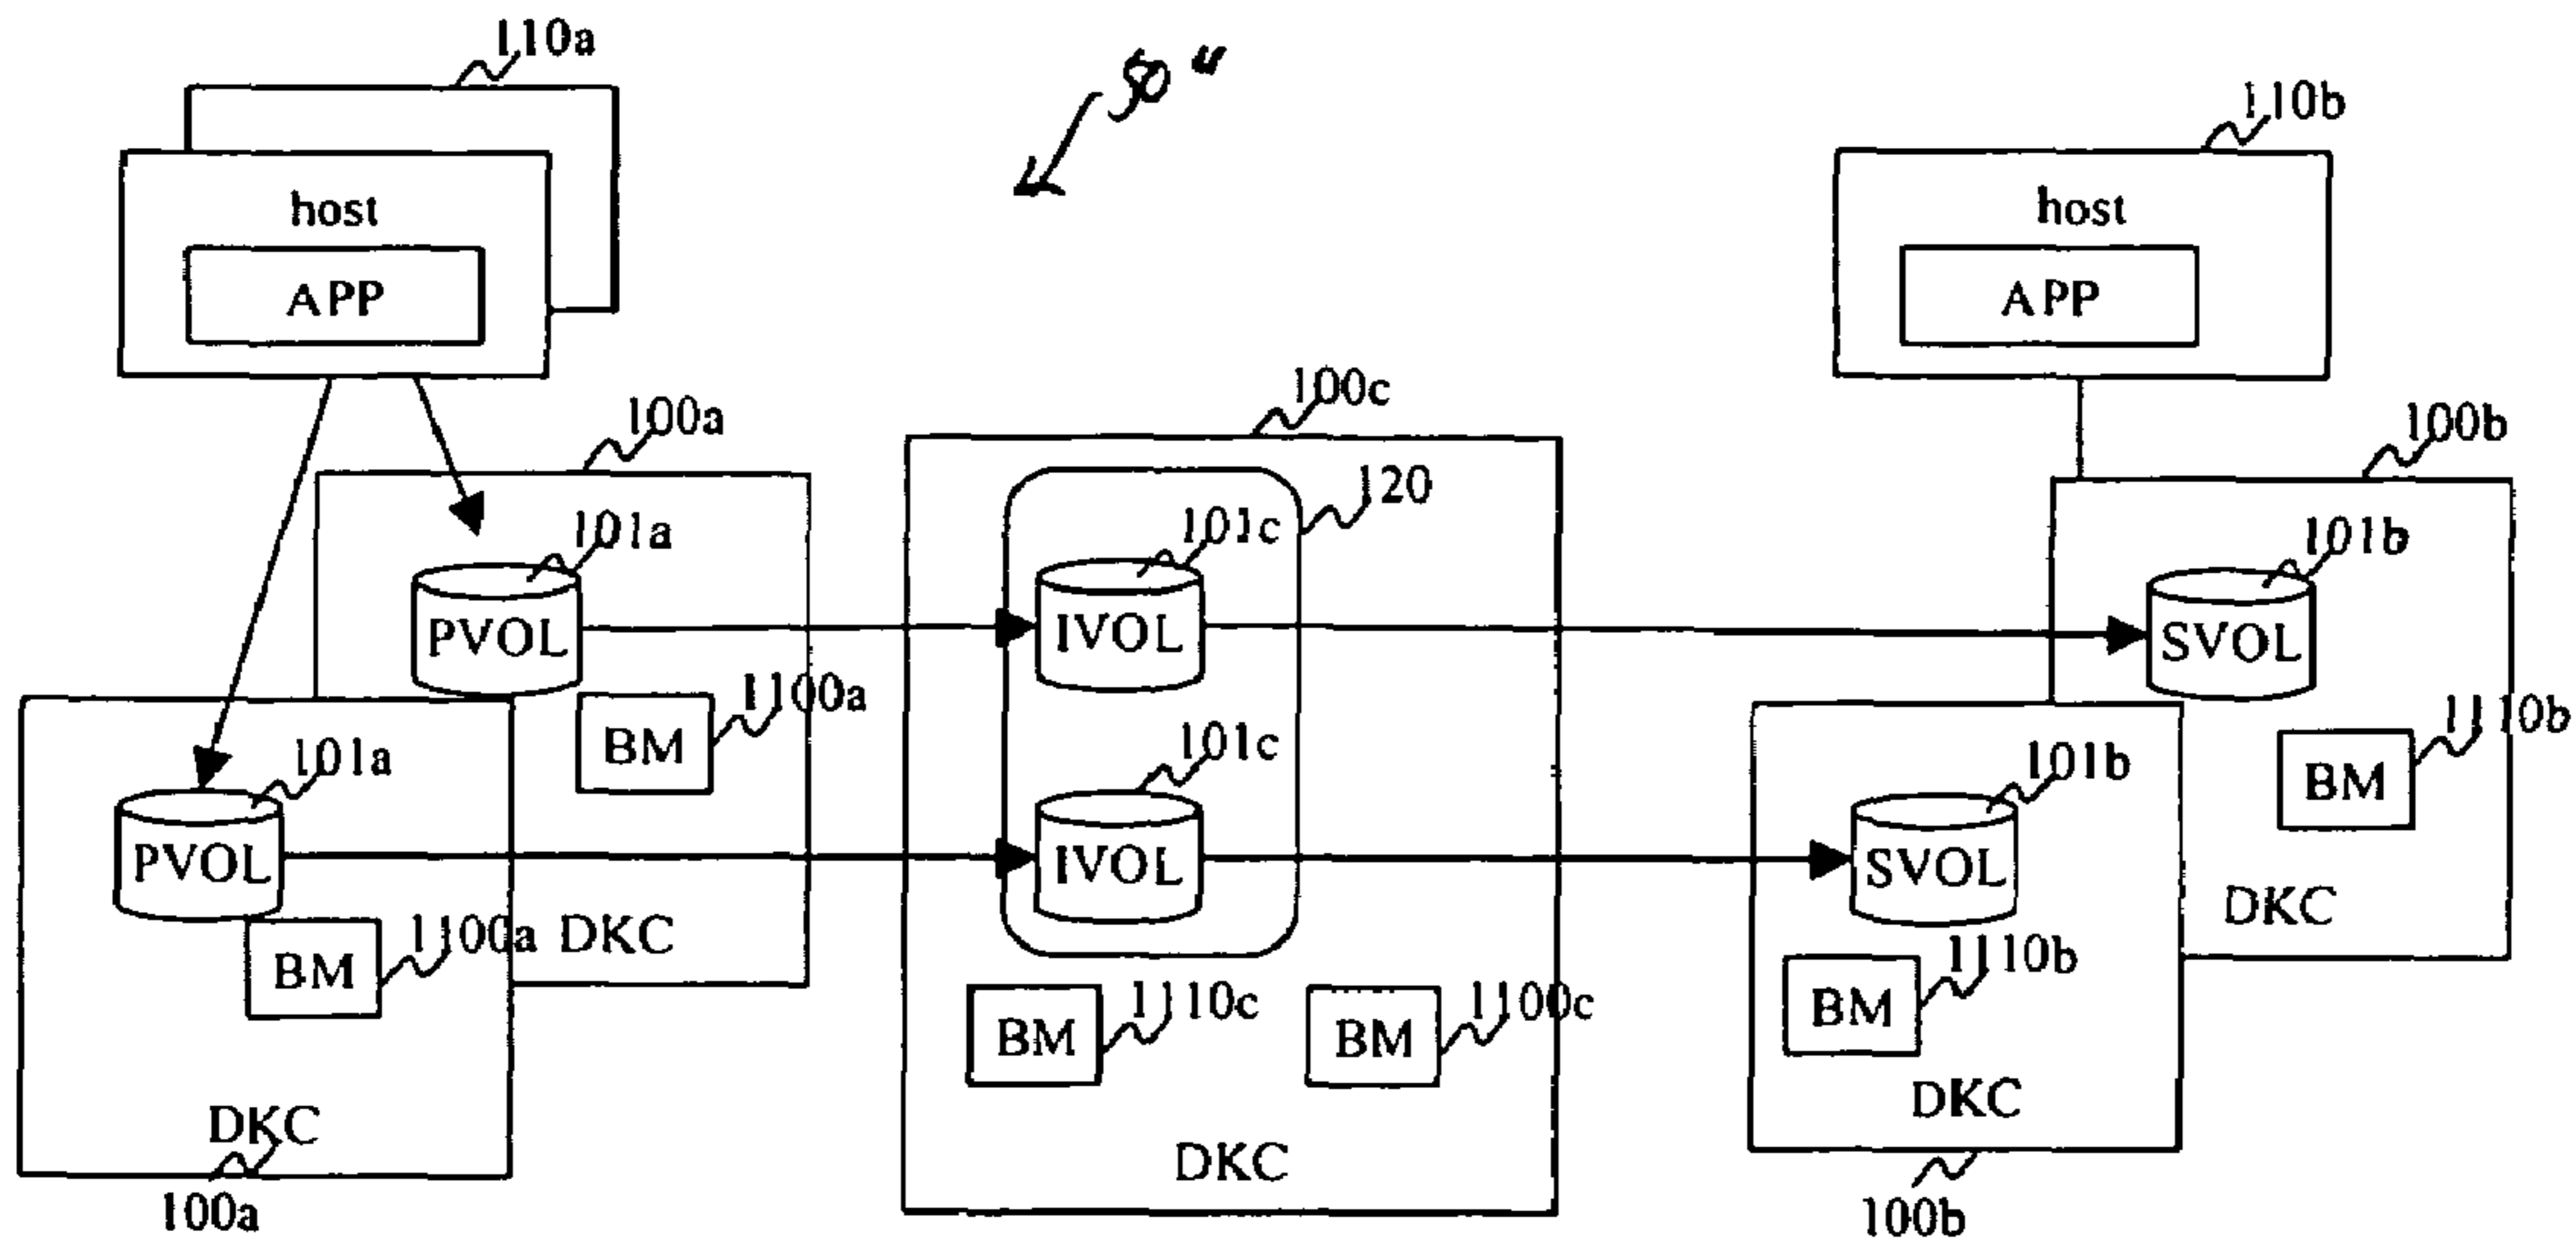 110a
50"
110b
host
APP
host
APP
100a
100c
100b
120
101a
101c
101b
PVOL
IVOL
SVOL
1100a
BM
1110b
BM
101a
101c
101b
PVOL
IVOL
SVOL
1100a
BM
DKC
DKC
1110c
BM
1100c
BM
1110b
BM
DKC
DKC
DKC
100a
100b